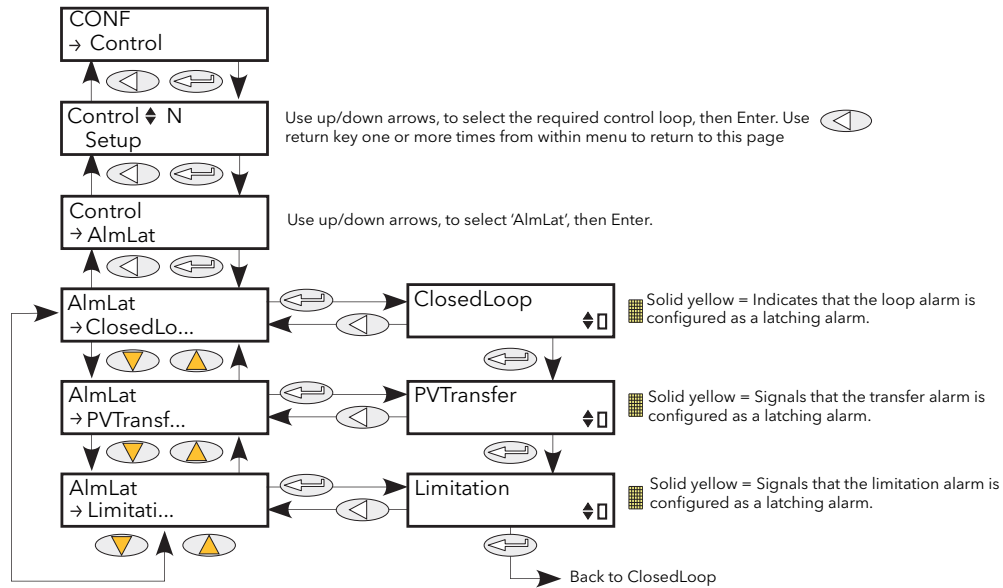 CONF
→ Control
Control N
Setup
Use up/down arrows, to select the required control loop, then Enter. Use
return key one or more times from within menu to return to this page
Control
→ AlmLat
Use up/down arrows, to select 'AlmLat', then Enter.
AlmLat
→ ClosedLo...
ClosedLoop
Solid yellow = Indicates that the loop alarm is
configured as a latching alarm.
AlmLat
→ PVTransf...
PVTransfer
Solid yellow = Signals that the transfer alarm is
configured as a latching alarm.
AlmLat
→ Limitati...
Limitation
Solid yellow = Signals that the limitation alarm is
configured as a latching alarm.
Back to ClosedLoop